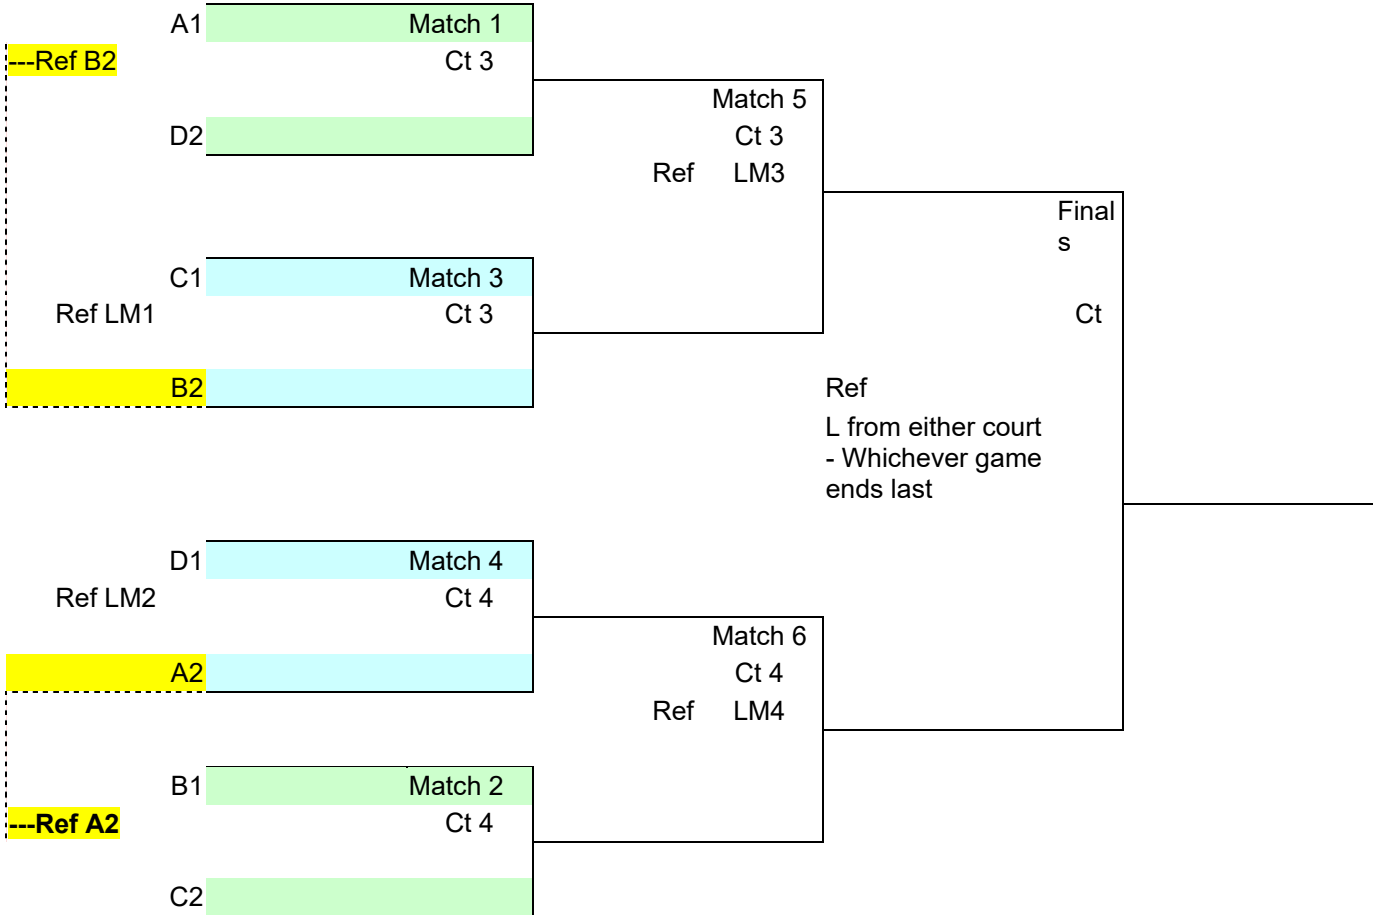 A1 Match 1
---Ref B2 Ct 3
Match 5
D2 Ct 3
Ref LM3
Final
s
C1 Match 3
Ref LM1 Ct 3 Ct
B2 Ref
L from either court
- Whichever game
ends last
D1 Match 4
Ref LM2 Ct 4
Match 6
A2 Ct 4
Ref LM4
B1 Match 2
---Ref A2 Ct 4
C2